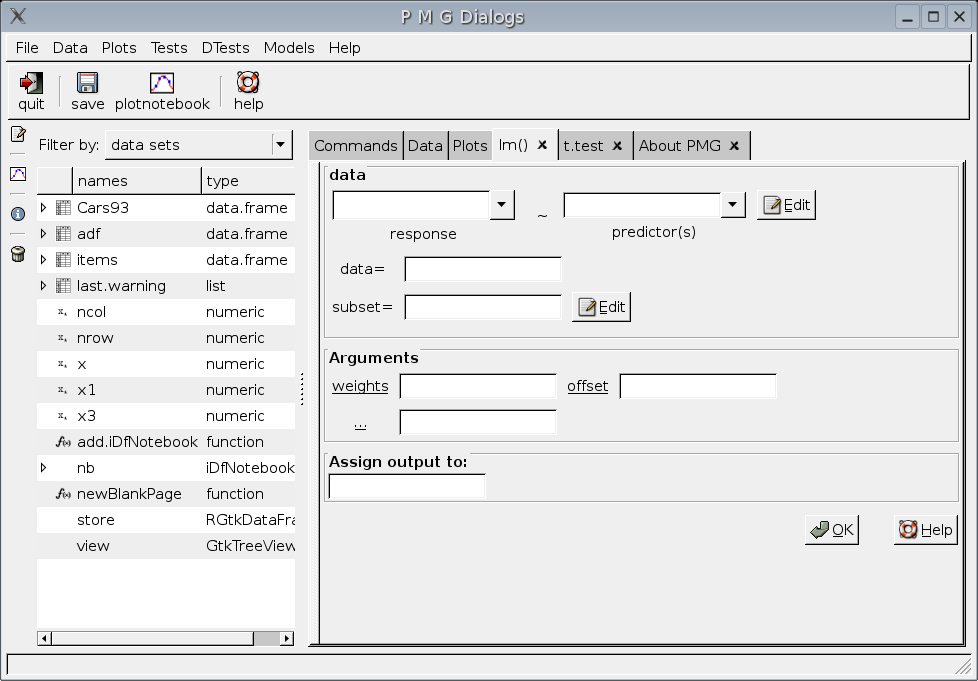 P M G Dialogs
File Data Plots Tests DTests Models Help
quit save plotnotebook help
Filter by: data sets
names type
Cars93 data.frame
adf data.frame
items data.frame
last.warning list
ncol numeric
nrow numeric
x numeric
x1 numeric
x3 numeric
add.iDfNotebook function
nb iDfNotebook
newBlankPage function
store RGtkDataFra
view GtkTreeView
Commands Data Plots lm() t.test About PMG
data
~ Edit
response predictor(s)
data=
subset= Edit
Arguments
weights offset
...
Assign output to:
OK Help